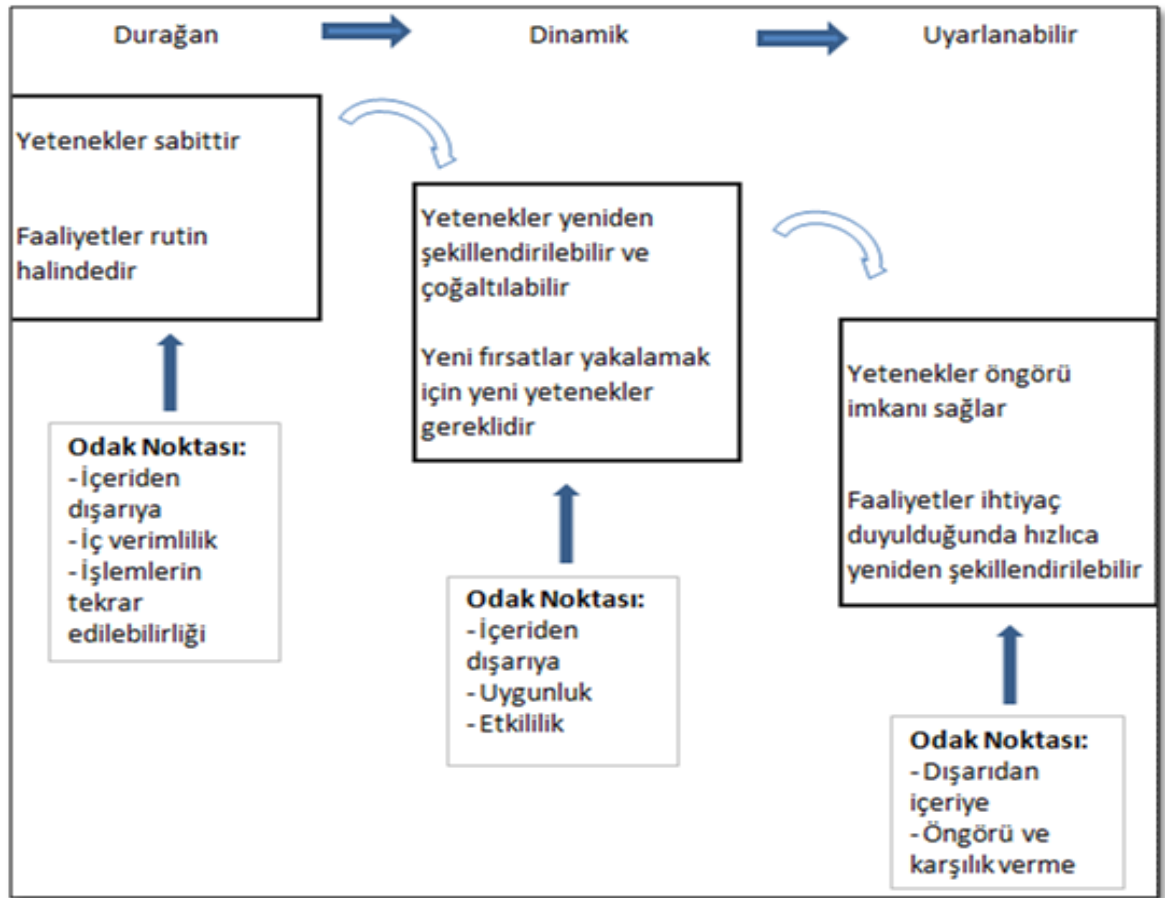 Durağan
Dinamik
Uyarlanabilir
Yetenekler sabittir
Faaliyetler rutin
halindedir
Odak Noktası:
-İçeriden
dışarıya
-İç verimlilik
-İşlemlerin
tekrar
edilebilirliği
Yetenekler yeniden
şekillendirilebilir ve
çoğaltılabilir
Yeni fırsatlar yakalamak
için yeni yetenekler
gereklidir
Odak Noktası:
-İçeriden
dışarıya
-Uygunluk
-Etkililik
Yetenekler öngörü
imkanı sağlar
Faaliyetler ihtiyaç
duyulduğunda hızlıca
yeniden şekillendirilebilir
Odak Noktası:
-Dışarıdan
içeriye
-Öngörü ve
karşılık verme